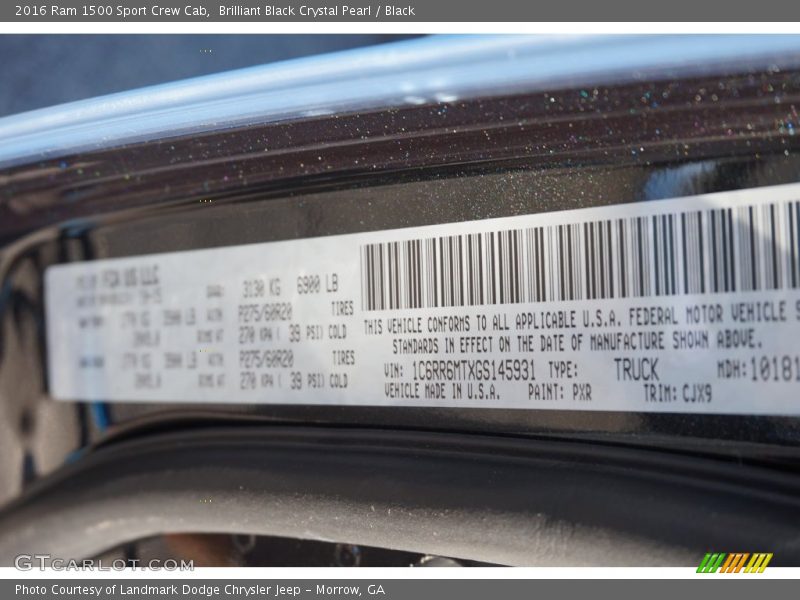 2016 Ram 1500 Sport Crew Cab,  Brilliant Black Crystal Pearl / Black
FCA US LLC
3130 KG 6900 LB
P275/60R20 TIRES
270 KPA ( 39 PSI) COLD
P275/60R20 TIRES
270 KPA ( 39 PSI) COLD
THIS VEHICLE CONFORMS TO ALL APPLICABLE U.S.A. FEDERAL MOTOR VEHICLE S
STANDARDS IN EFFECT ON THE DATE OF MANUFACTURE SHOWN ABOVE.
VIN: 1C6RR6MTXGS145931 TYPE: TRUCK MDH: 10181
VEHICLE MADE IN U.S.A. PAINT: PXR TRIM: CJX9
GTCARLOT.COM
Photo Courtesy of Landmark Dodge Chrysler Jeep – Morrow, GA